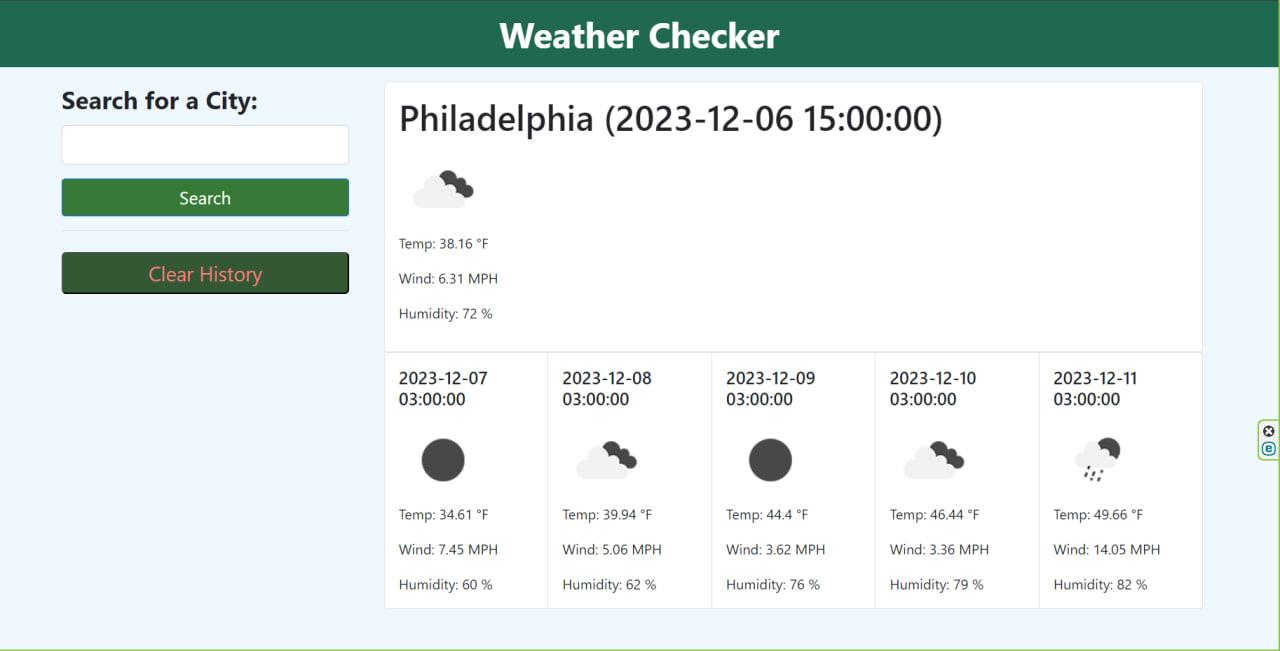 Weather Checker
Search for a City:
Search
Clear History
Philadelphia (2023-12-06 15:00:00)
Temp: 38.16 °F
Wind: 6.31 MPH
Humidity: 72 %
2023-12-07
03:00:00
Temp: 34.61 °F
Wind: 7.45 MPH
Humidity: 60 %
2023-12-08
03:00:00
Temp: 39.94 °F
Wind: 5.06 MPH
Humidity: 62 %
2023-12-09
03:00:00
Temp: 44.4 °F
Wind: 3.62 MPH
Humidity: 76 %
2023-12-10
03:00:00
Temp: 46.44 °F
Wind: 3.36 MPH
Humidity: 79 %
2023-12-11
03:00:00
Temp: 49.66 °F
Wind: 14.05 MPH
Humidity: 82 %